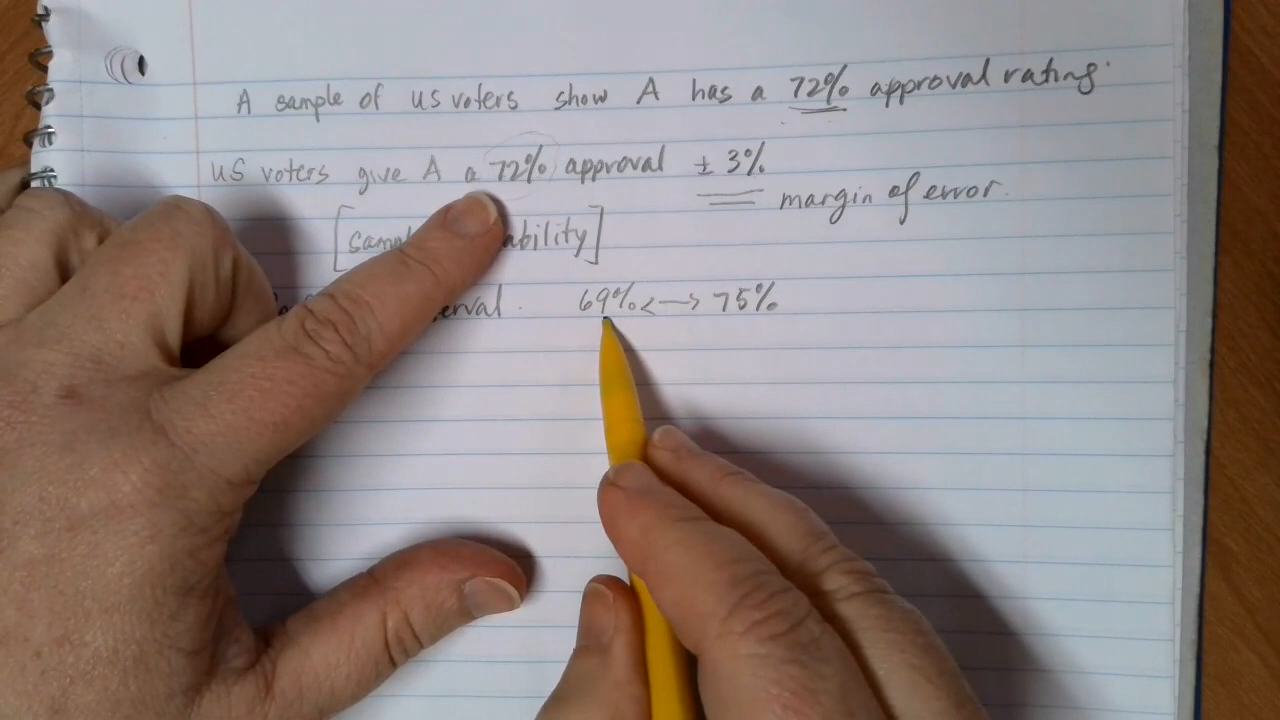 A sample of US voters show A has a 72% approval rating.
US voters give A a 72% approval ± 3%
margin of error.
[ ability]
erval. 69% <—> 75%